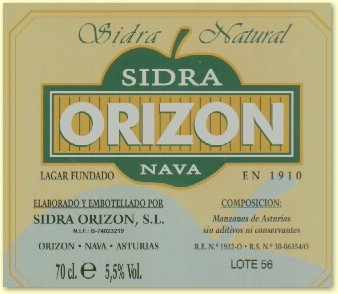 Sidra Natural
SIDRA
ORIZON
NAVA
LAGAR FUNDADO EN 1910
ELABORADO Y EMBOTELLADO POR
SIDRA ORIZON, S.L.
N.I.F.: B-74023219
ORIZON · NAVA · ASTURIAS
70 cl. e 5,5% Vol.
COMPOSICION:
Manzanas de Asturias
sin aditivos ni conservantes
R.E. N.º 1932-O • R.S. N.º 30-06354/O
LOTE 56